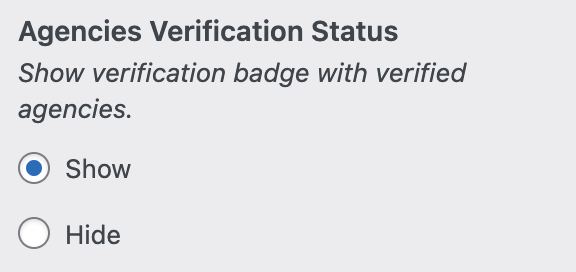 Agencies Verification Status
Show verification badge with verified
agencies.
Show
Hide